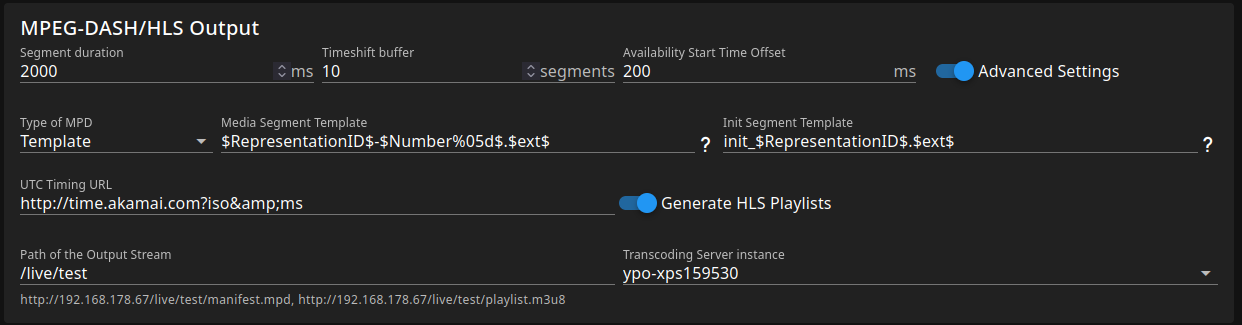 MPEG-DASH/HLS Output
Segment duration Timeshift buffer Availability Start Time Offset
2000 ms 10 segments 200 ms Advanced Settings
Type of MPD Media Segment Template Init Segment Template
Template $RepresentationID$-$Number%05d$.$ext$ ? init_$RepresentationID$.$ext$ ?
UTC Timing URL
http://time.akamai.com?iso&amp;ms Generate HLS Playlists
Path of the Output Stream Transcoding Server instance
/live/test ypo-xps159530
http://192.168.178.67/live/test/manifest.mpd, http://192.168.178.67/live/test/playlist.m3u8